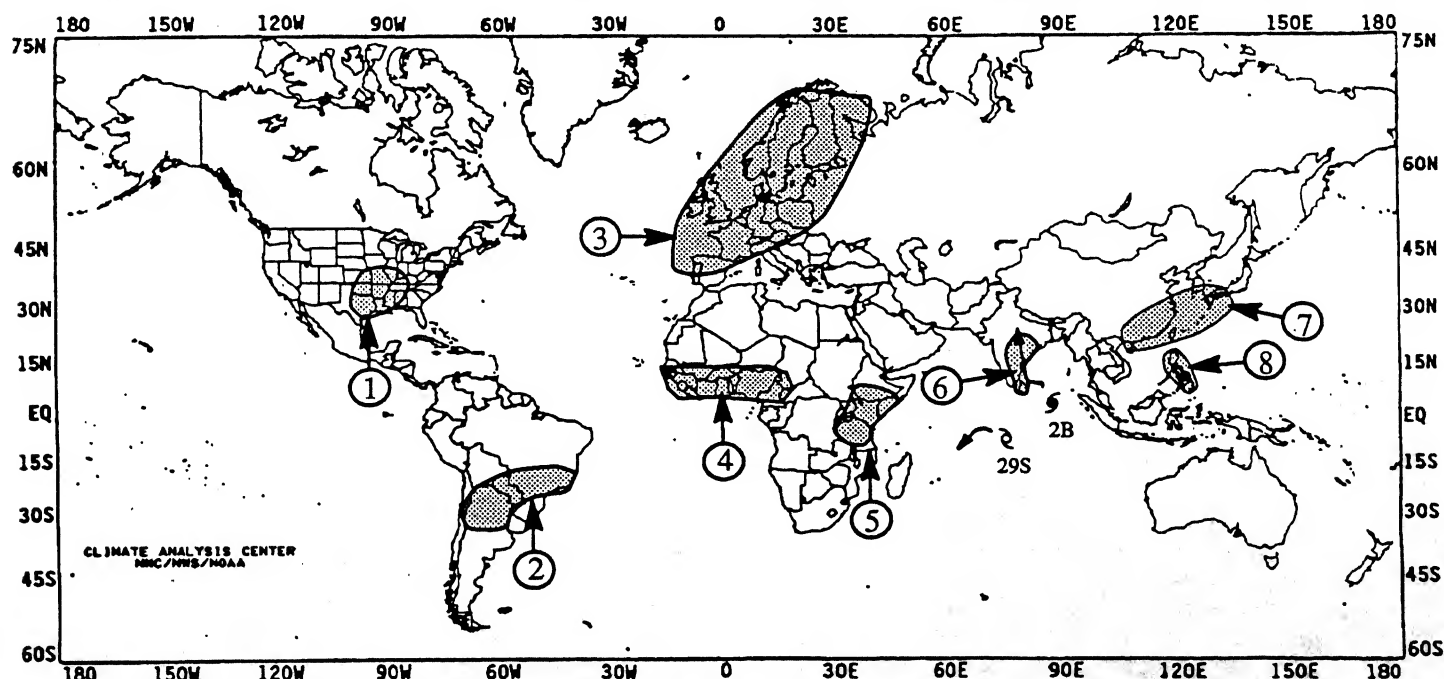 180 150W 120W 90W 60W 30W 0 30E 60E 90E 120E 150E 180
75N 75N
60N 60N
45N 3 45N
30N 7 30N
15N 1 6 8 15N
EQ 4 2B EQ
15S 29S 15S
30S 5 30S
CLIMATE ANALYSIS CENTER
NMC/NWS/NOAA
2
45S 45S
60S 60S
180 150W 120W 90W 60W 30W 0 30E 60E 90E 120E 150E 180